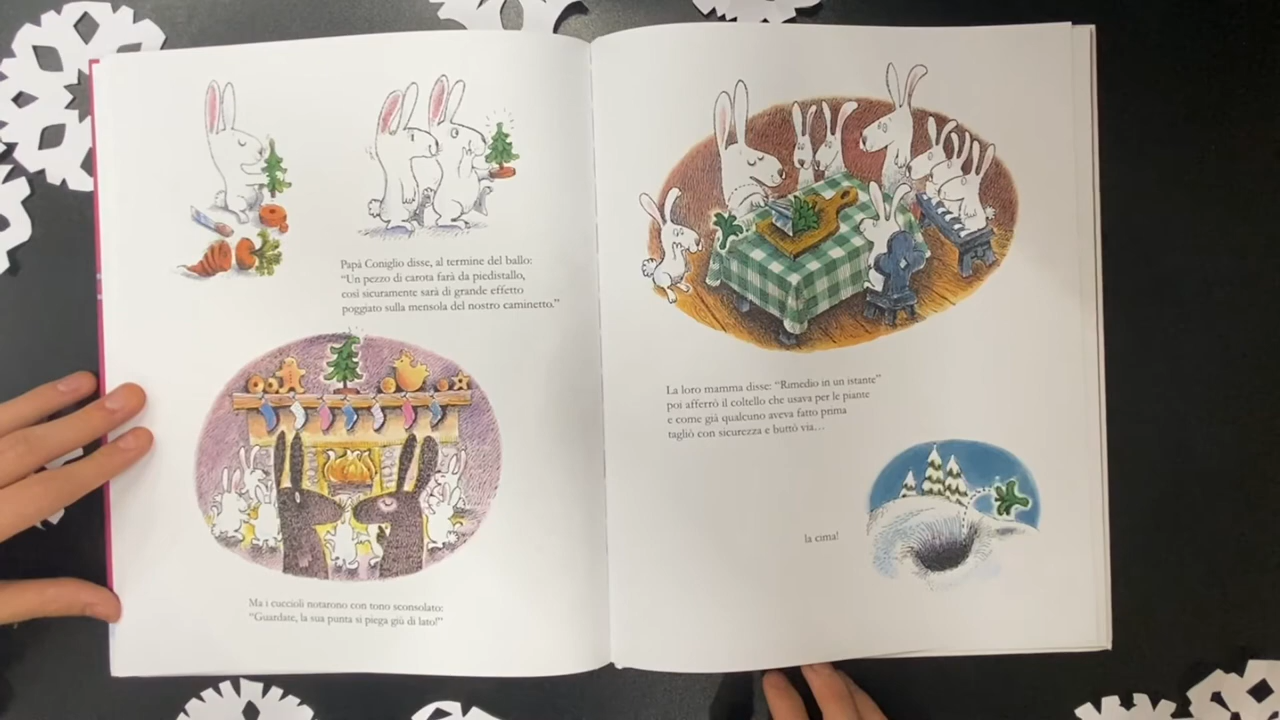 Papà Coniglio disse, al termine del ballo:
“Un pezzo di carota farà da piedistallo,
così sicuramente sarà di grande effetto
poggiato sulla mensola del nostro caminetto.”
Ma i cuccioli notarono con tono sconsolato:
“Guardate, la sua punta si piega giù di lato!”
La loro mamma disse: “Rimedio in un istante”
poi afferrò il coltello che usava per le piante
e come già qualcuno aveva fatto prima
tagliò con sicurezza e buttò via…
la cima!